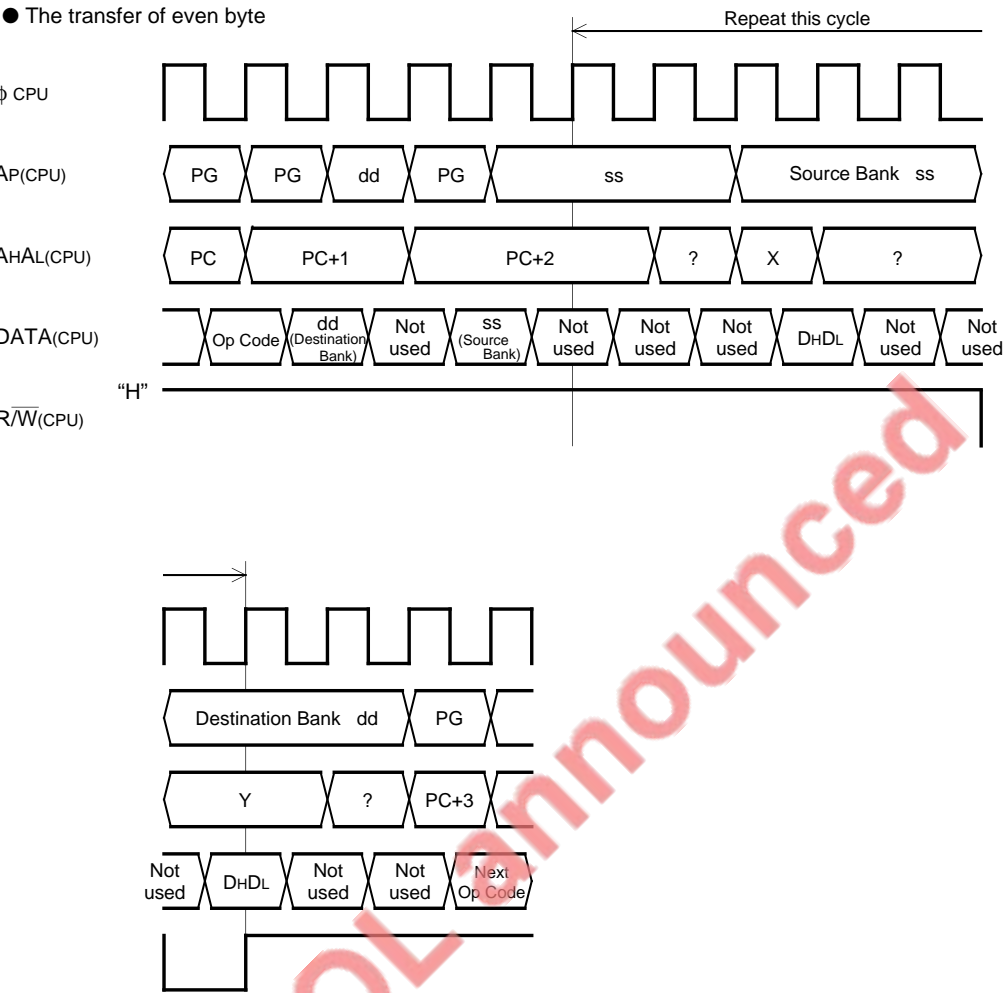 ● The transfer of even byte
Repeat this cycle
ϕ CPU
AP(CPU)
PG PG dd PG ss Source Bank ss
AHAL(CPU)
PC PC+1 PC+2 ? X ?
DATA(CPU)
Op Code dd (Destination Bank) Not used ss (Source Bank) Not used Not used Not used DHDL Not used Not used
“H”
R/W̅(CPU)
Destination Bank dd PG
Y ? PC+3
Not used DHDL Not used Not used Next Op Code
OL announced